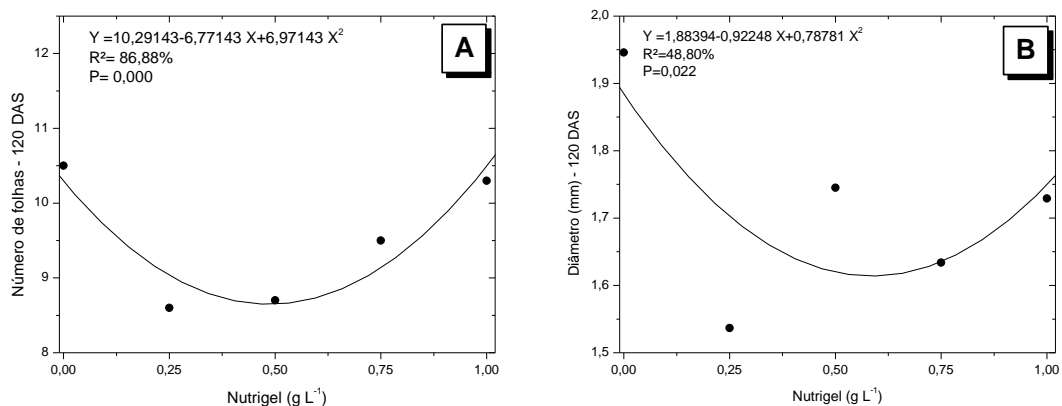 Y =10,29143-6,77143 X+6,97143 X²
R²= 86,88%
P= 0,000
A
Número de folhas - 120 DAS
12
11
10
9
8
0,00
0,25
0,50
0,75
1,00
Nutrigel (g L⁻¹)
Y =1,88394-0,92248 X+0,78781 X²
R²=48,80%
P=0,022
B
Diâmetro (mm) - 120 DAS
2,0
1,9
1,8
1,7
1,6
1,5
0,00
0,25
0,50
0,75
1,00
Nutrigel (g L⁻¹)